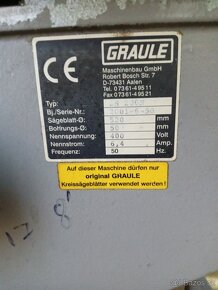 CE GRAULE
Maschinenbau GmbH
Robert Bosch Str. 7
D-73431 Aalen
Tel. 07361-49511
Fax 07361-49521
Typ:
Bj./Serie-Nr.
Sägeblatt-Ø: mm
Bohrungs-Ø: mm
Nennspannung: 400 Volt
Nennstrom: 6,4 Amp.
Frequenz: 50 Hz.
Auf dieser Maschine dürfen nur
original GRAULE
Kreissägeblätter verwendet werden!